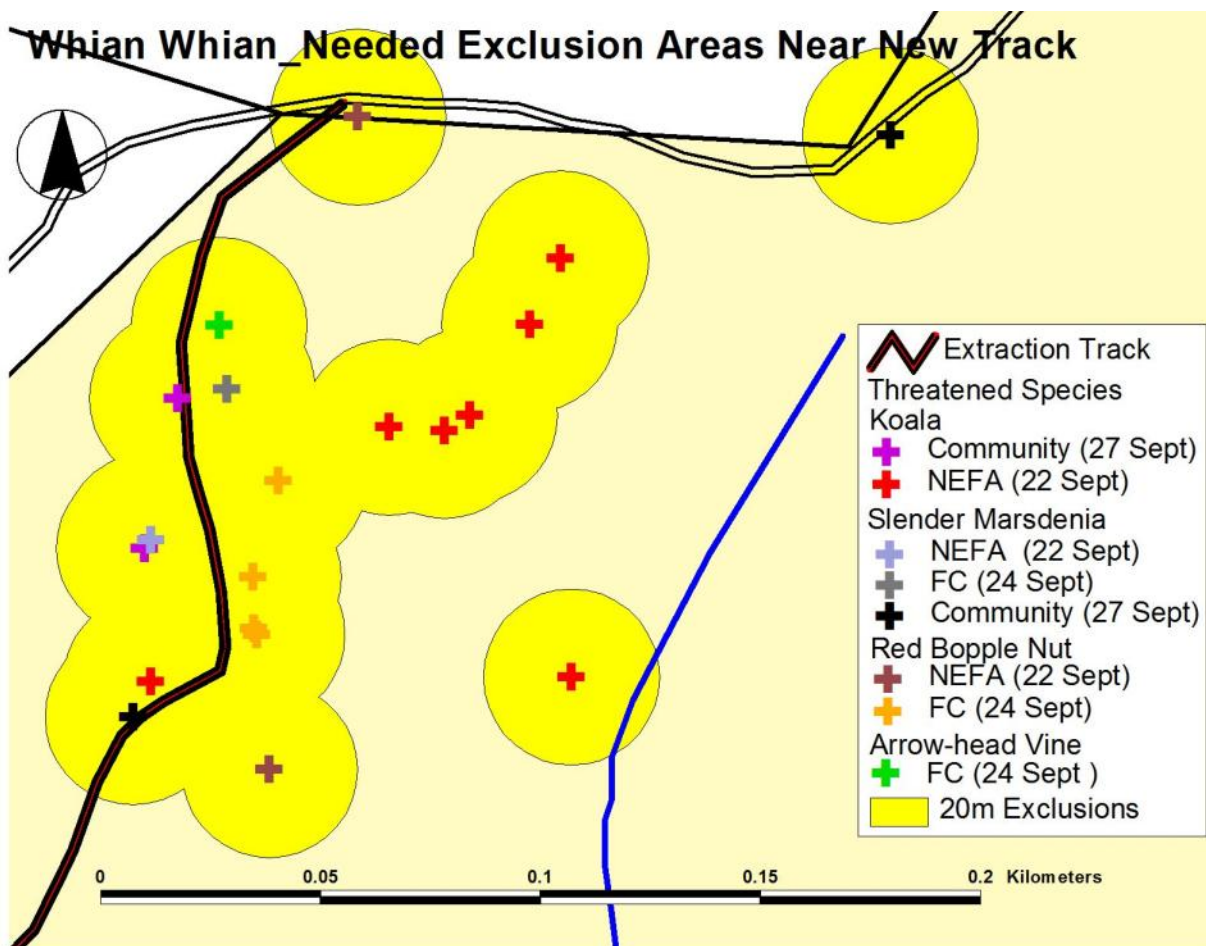 Whian Whian_Needed Exclusion Areas Near New Track
Extraction Track
Threatened Species
Koala
Community (27 Sept)
NEFA (22 Sept)
Slender Marsdenia
NEFA (22 Sept)
FC (24 Sept)
Community (27 Sept)
Red Bopple Nut
NEFA (22 Sept)
FC (24 Sept)
Arrow-head Vine
FC (24 Sept )
20m Exclusions
0 0.05 0.1 0.15 0.2 Kilometers